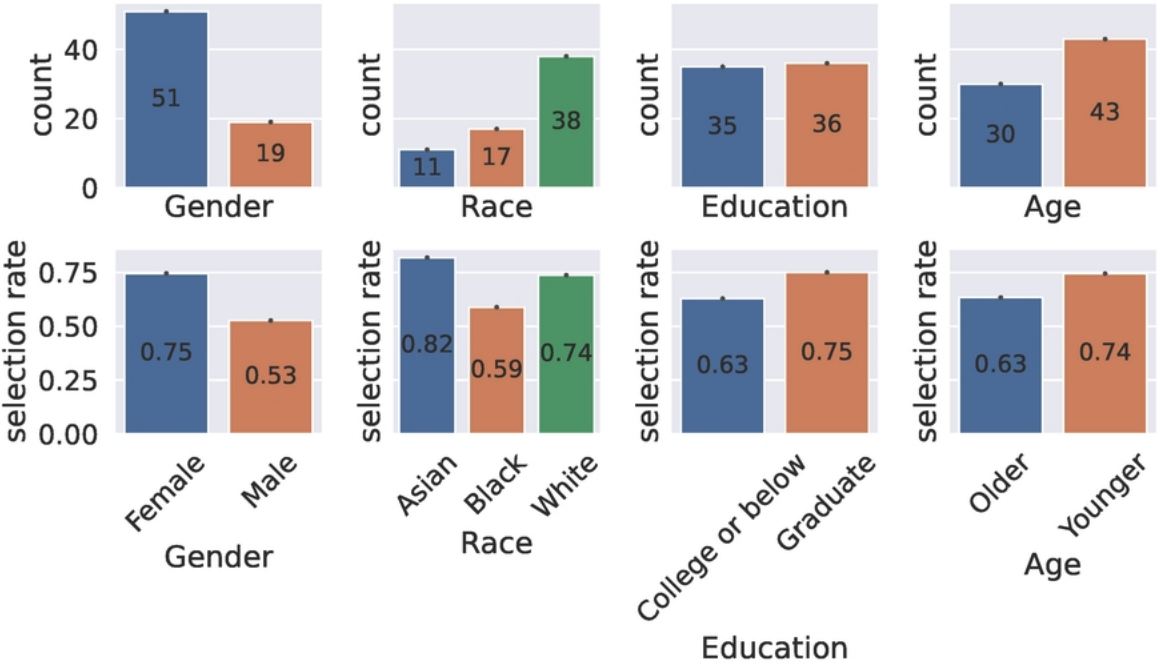 count
40
20
0
51
19
Gender
count
11
17
38
Race
count
35
36
Education
count
30
43
Age
selection rate
0.75
0.50
0.25
0.00
0.75
0.53
Female
Male
Gender
selection rate
0.82
0.59
0.74
Asian
Black
White
Race
selection rate
0.63
0.75
College or below
Graduate
Education
selection rate
0.63
0.74
Older
Younger
Age